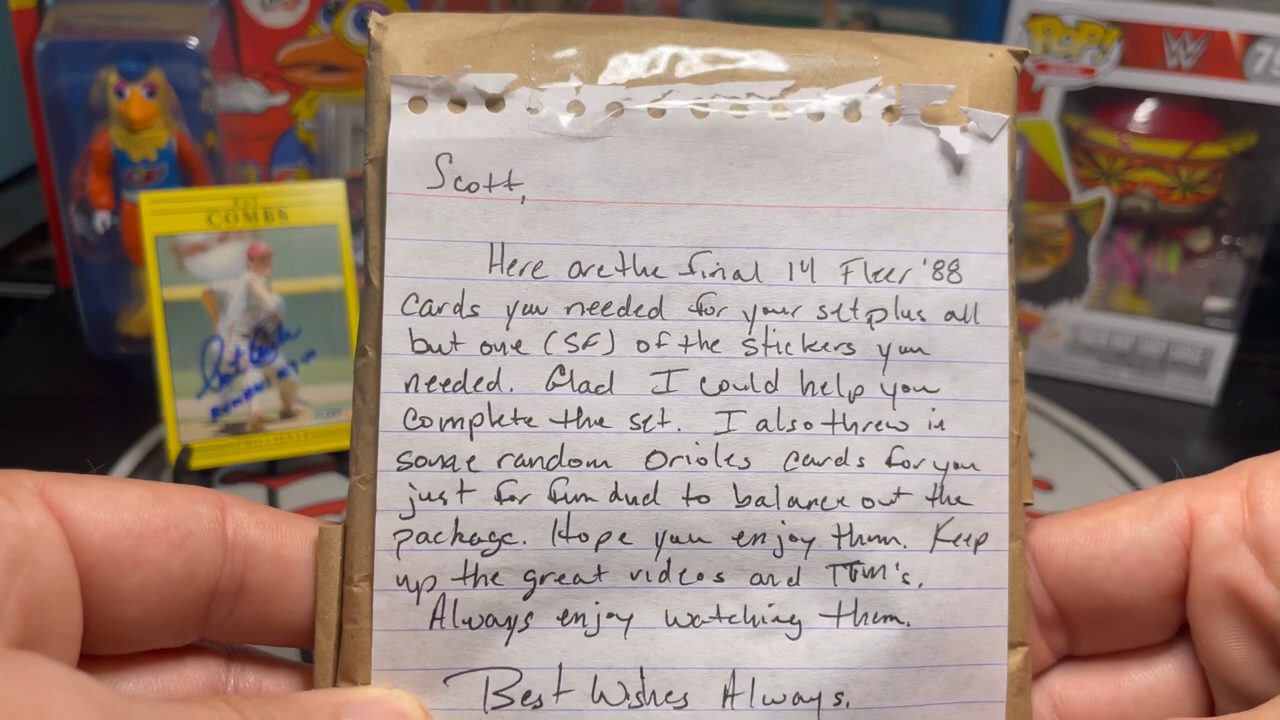 Scott,
Here are the final 14 Fleer '88
cards you needed for your set plus all
but one (SF) of the stickers you
needed. Glad I could help you
complete the set. I also threw in
some random Orioles cards for you
just for fun and to balance out the
package. Hope you enjoy them. Keep
up the great videos and TTM's.
Always enjoy watching them.
Best Wishes Always.
PAT
COMBS
POP!
W